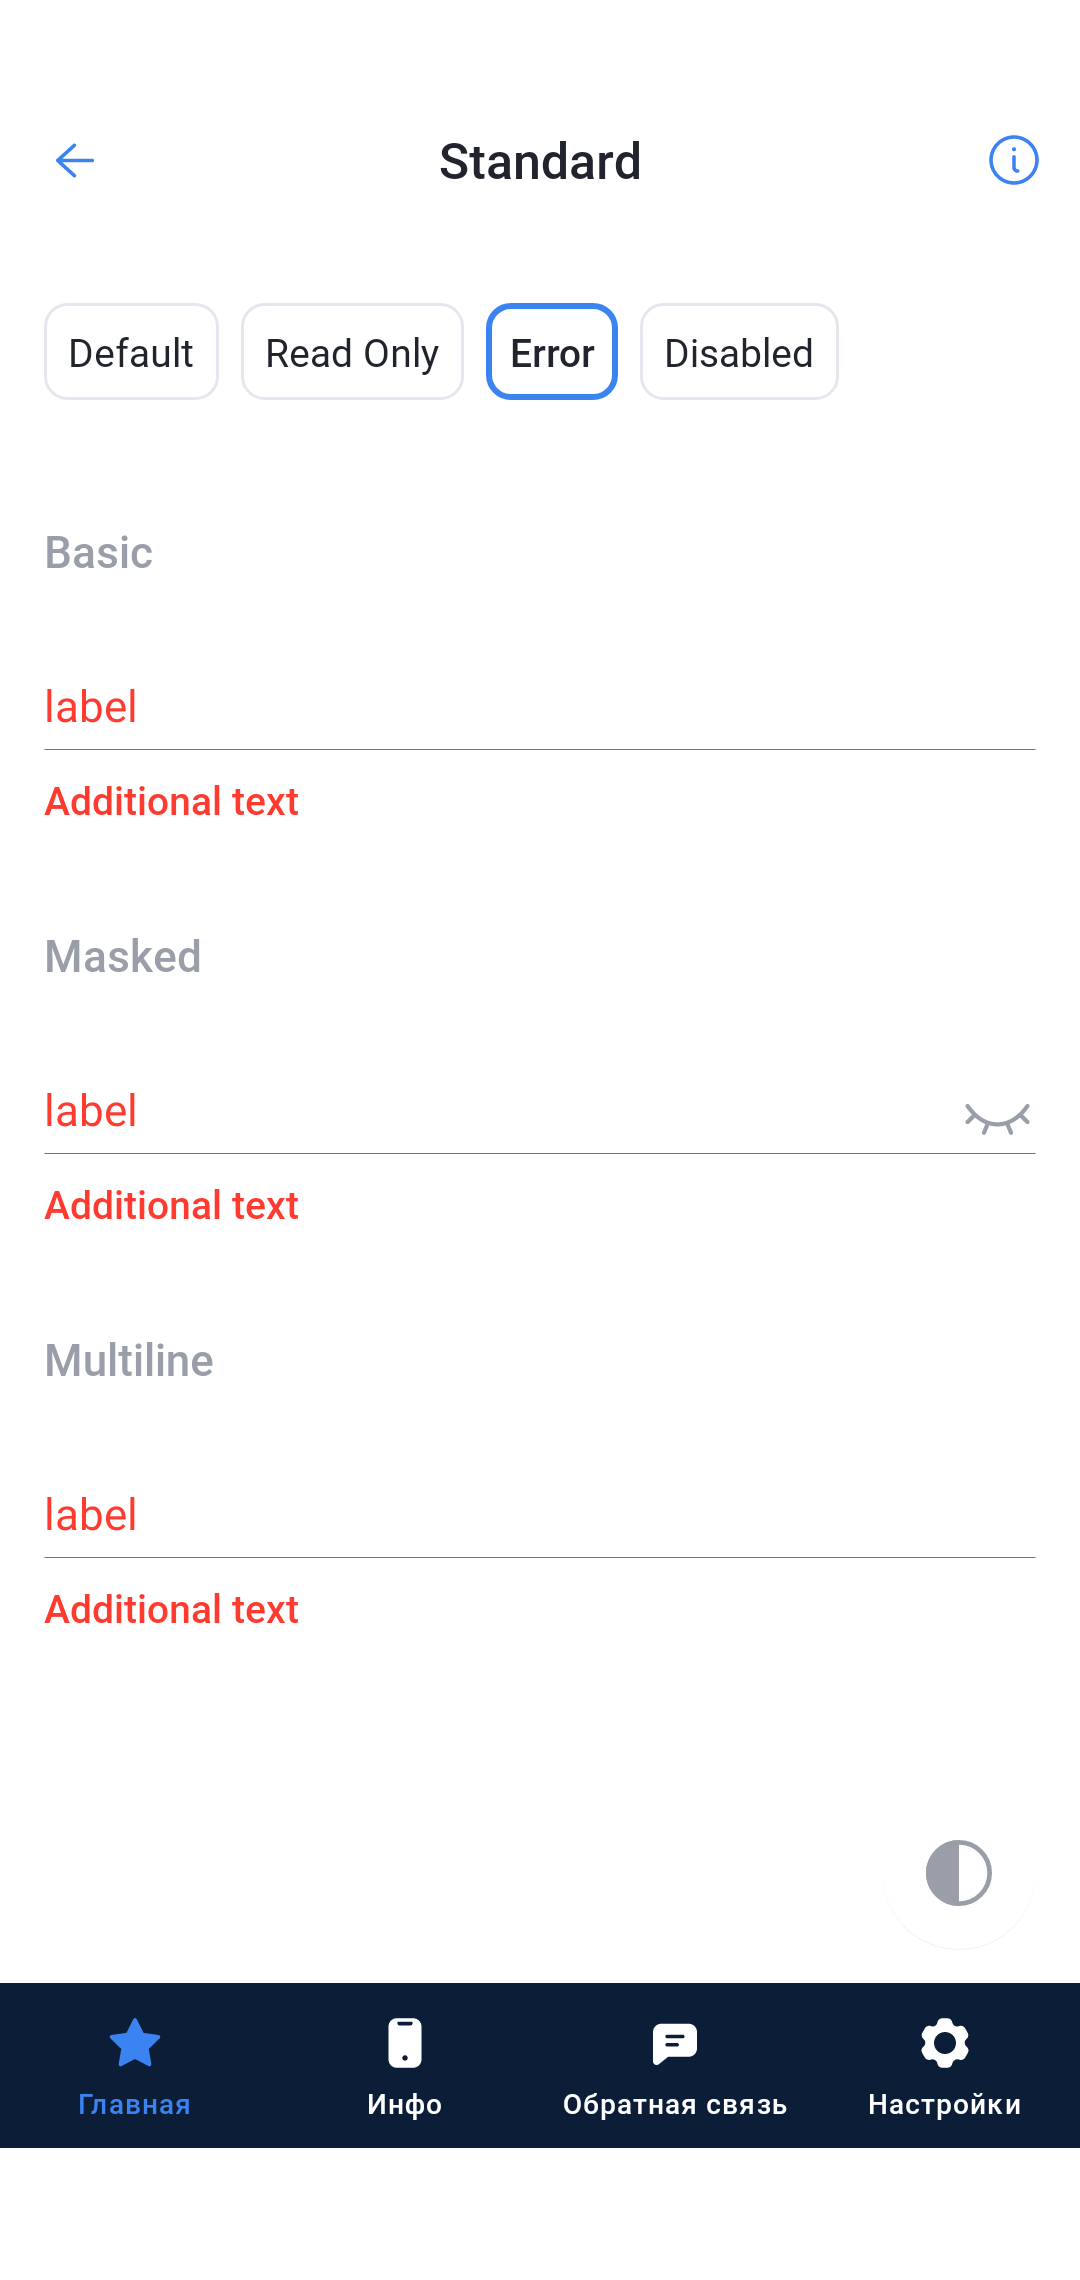 Standard
Default
Read Only
Error
Disabled
Basic
label
Additional text
Masked
label
Additional text
Multiline
label
Additional text
Главная
Инфо
Обратная связь
Настройки